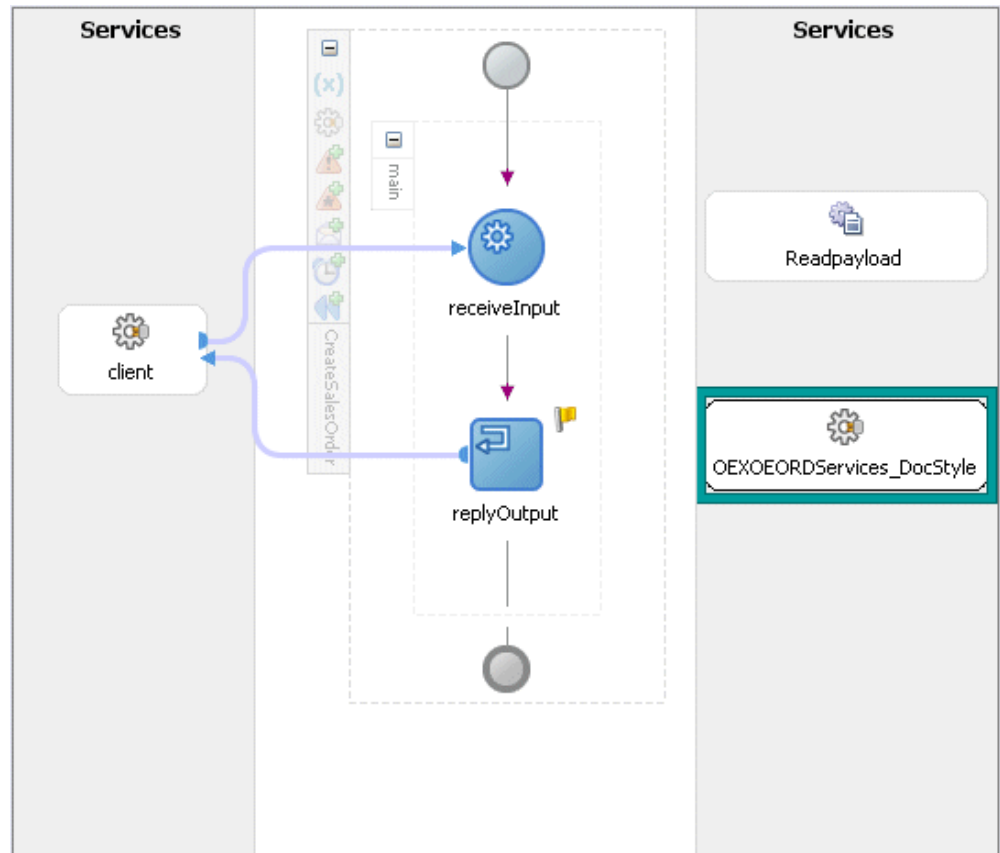 Services
Services
(x)
main
receiveInput
Readpayload
client
CreateSalesOrder
OEXOEORDServices_DocStyle
replyOutput